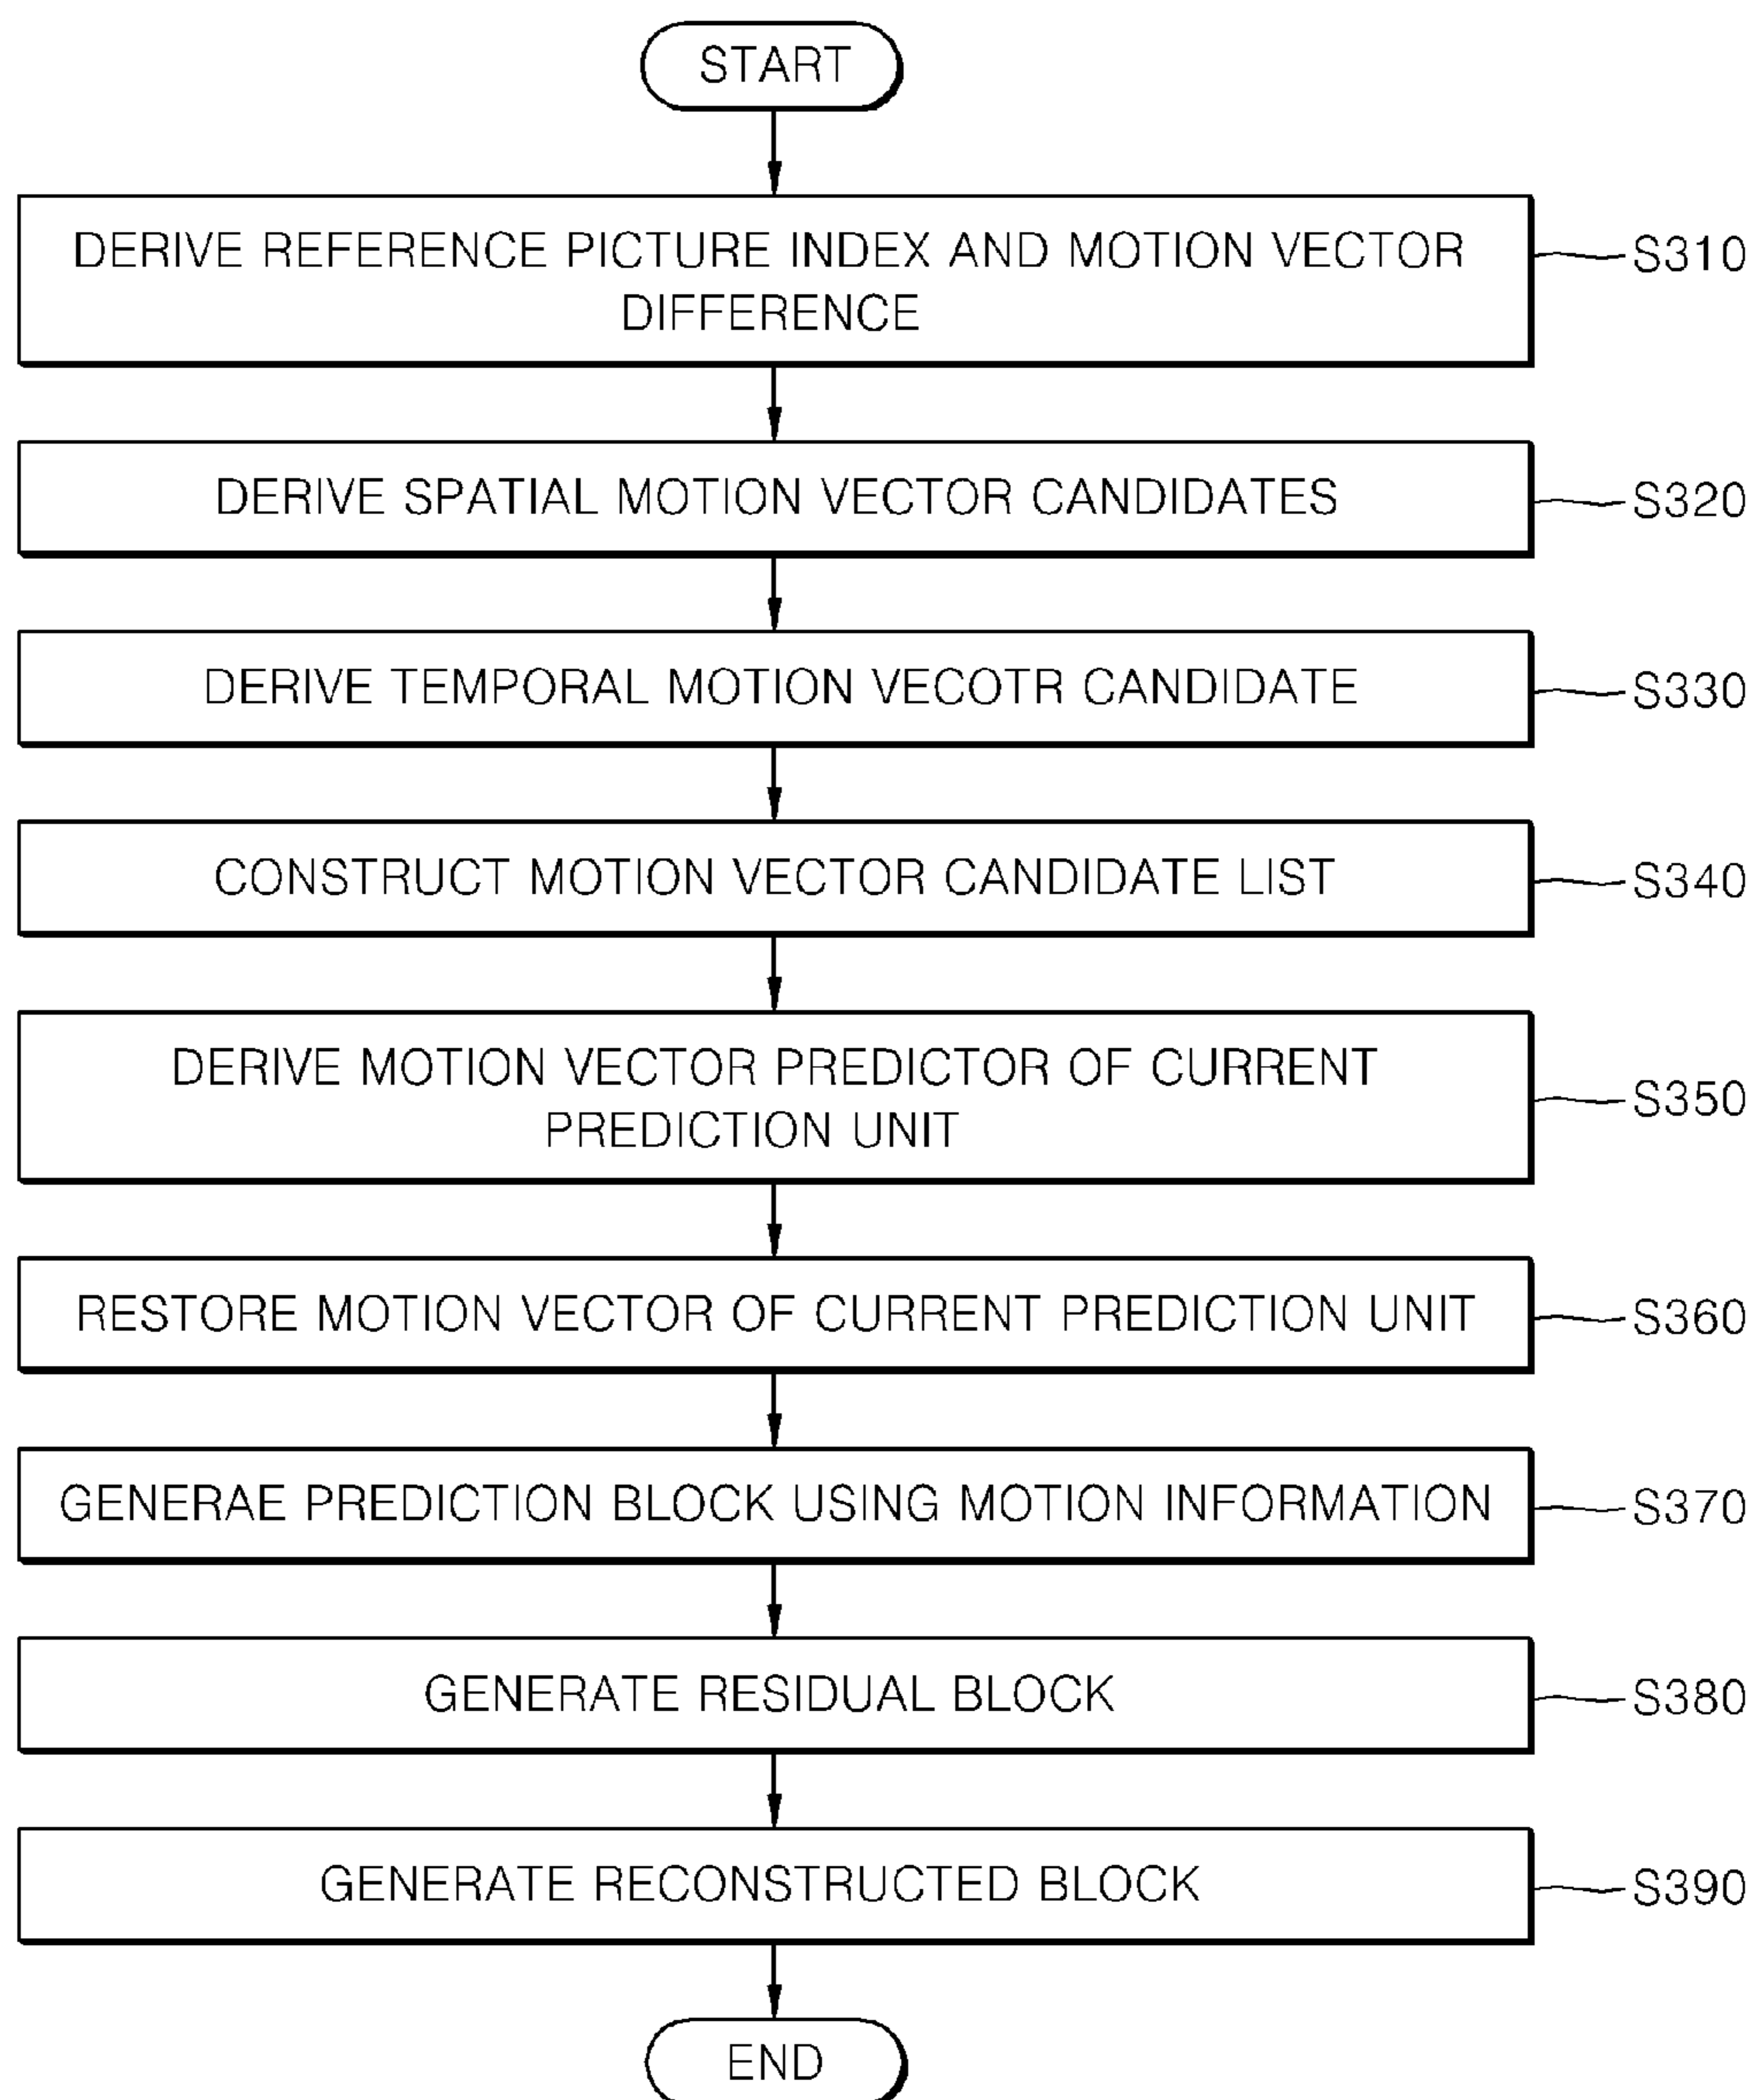 START
DERIVE REFERENCE PICTURE INDEX AND MOTION VECTOR
DIFFERENCE
S310
DERIVE SPATIAL MOTION VECTOR CANDIDATES
S320
DERIVE TEMPORAL MOTION VECOTR CANDIDATE
S330
CONSTRUCT MOTION VECTOR CANDIDATE LIST
S340
DERIVE MOTION VECTOR PREDICTOR OF CURRENT
PREDICTION UNIT
S350
RESTORE MOTION VECTOR OF CURRENT PREDICTION UNIT
S360
GENERAE PREDICTION BLOCK USING MOTION INFORMATION
S370
GENERATE RESIDUAL BLOCK
S380
GENERATE RECONSTRUCTED BLOCK
S390
END